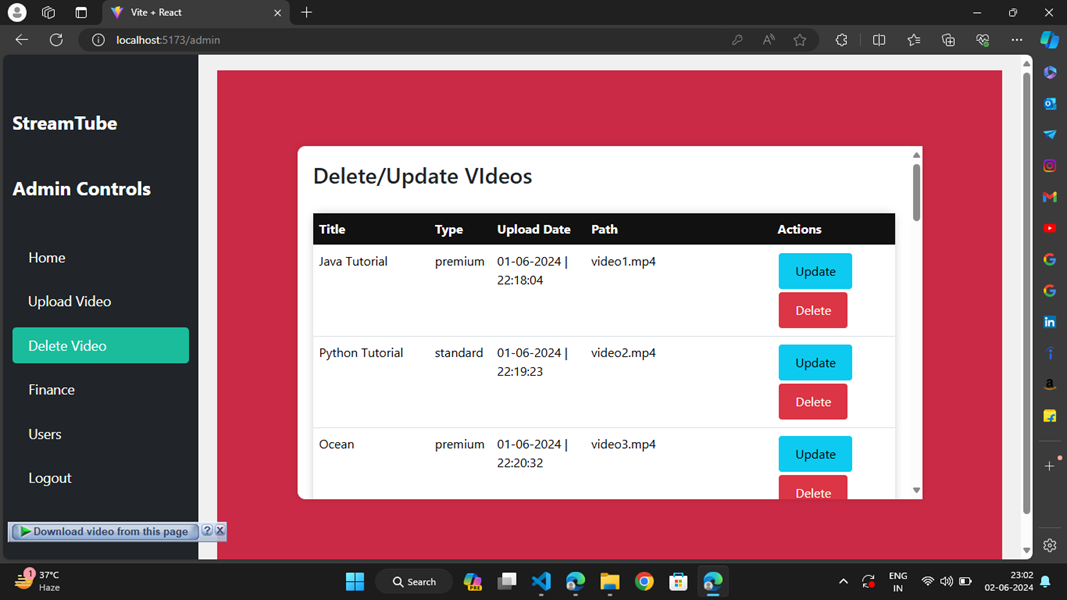 Vite + React
localhost:5173/admin
StreamTube
Admin Controls
Home
Upload Video
Delete Video
Finance
Users
Logout
Delete/Update VIdeos
Title Type Upload Date Path Actions
Java Tutorial premium 01-06-2024 | 22:18:04 video1.mp4 Update
Delete
Python Tutorial standard 01-06-2024 | 22:19:23 video2.mp4 Update
Delete
Ocean premium 01-06-2024 | 22:20:32 video3.mp4 Update
Delete
Download video from this page ? X
1
37°C
Haze
Search
PRE
ENG
IN
23:02
02-06-2024